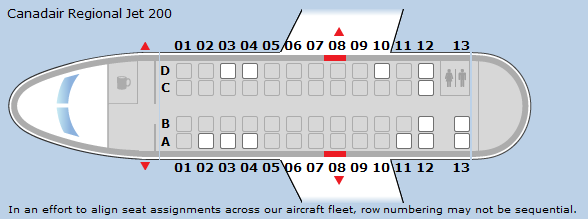 Canadair Regional Jet 200
01 02 03 04 05 06 07 08 09 10 11 12 13
D
C
B
A
01 02 03 04 05 06 07 08 09 10 11 12 13
In an effort to align seat assignments across our aircraft fleet, row numbering may not be sequential.